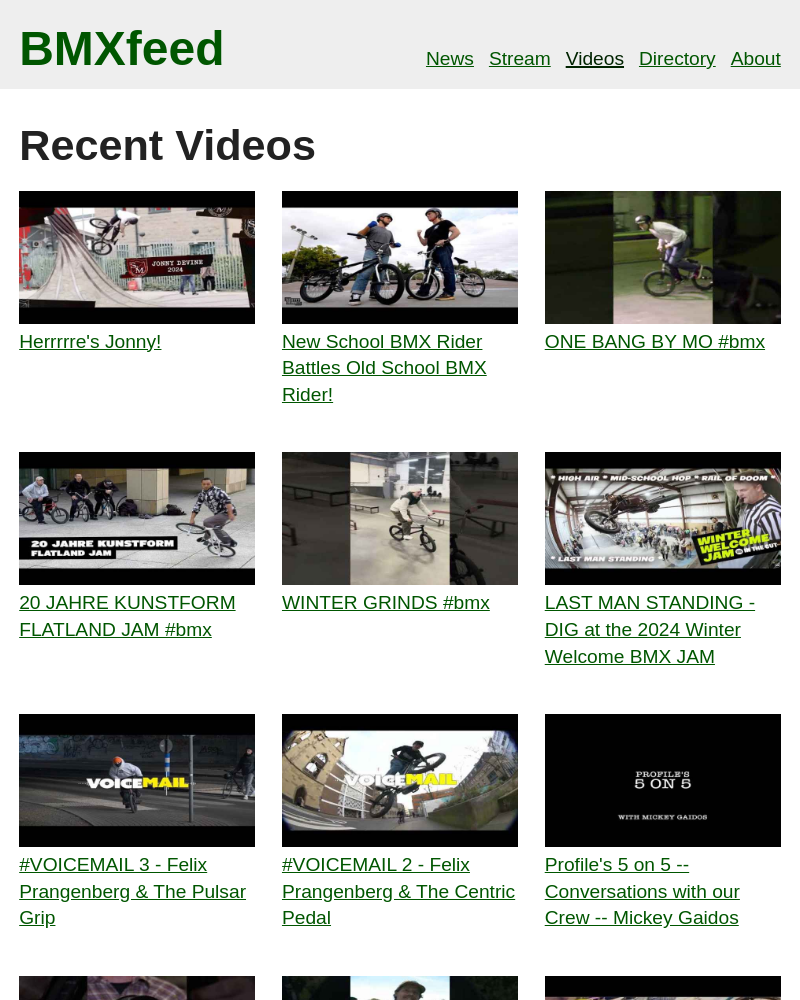 BMXfeed
News Stream Videos Directory About
Recent Videos
JONNY DEVINE
2024
Herrrrre's Jonny!
New School BMX Rider
Battles Old School BMX
Rider!
ONE BANG BY MO #bmx
20 JAHRE KUNSTFORM
FLATLAND JAM
20 JAHRE KUNSTFORM
FLATLAND JAM #bmx
WINTER GRINDS #bmx
* HIGH AIR * MID-SCHOOL HOP * RAIL OF DOOM *
WINTER
WELCOME
JAM
* LAST MAN STANDING
LAST MAN STANDING -
DIG at the 2024 Winter
Welcome BMX JAM
VOICEMAIL
#VOICEMAIL 3 - Felix
Prangenberg & The Pulsar
Grip
VOICEMAIL
#VOICEMAIL 2 - Felix
Prangenberg & The Centric
Pedal
PROFILE'S
5 ON 5
WITH MICKEY GAIDOS
Profile's 5 on 5 --
Conversations with our
Crew -- Mickey Gaidos